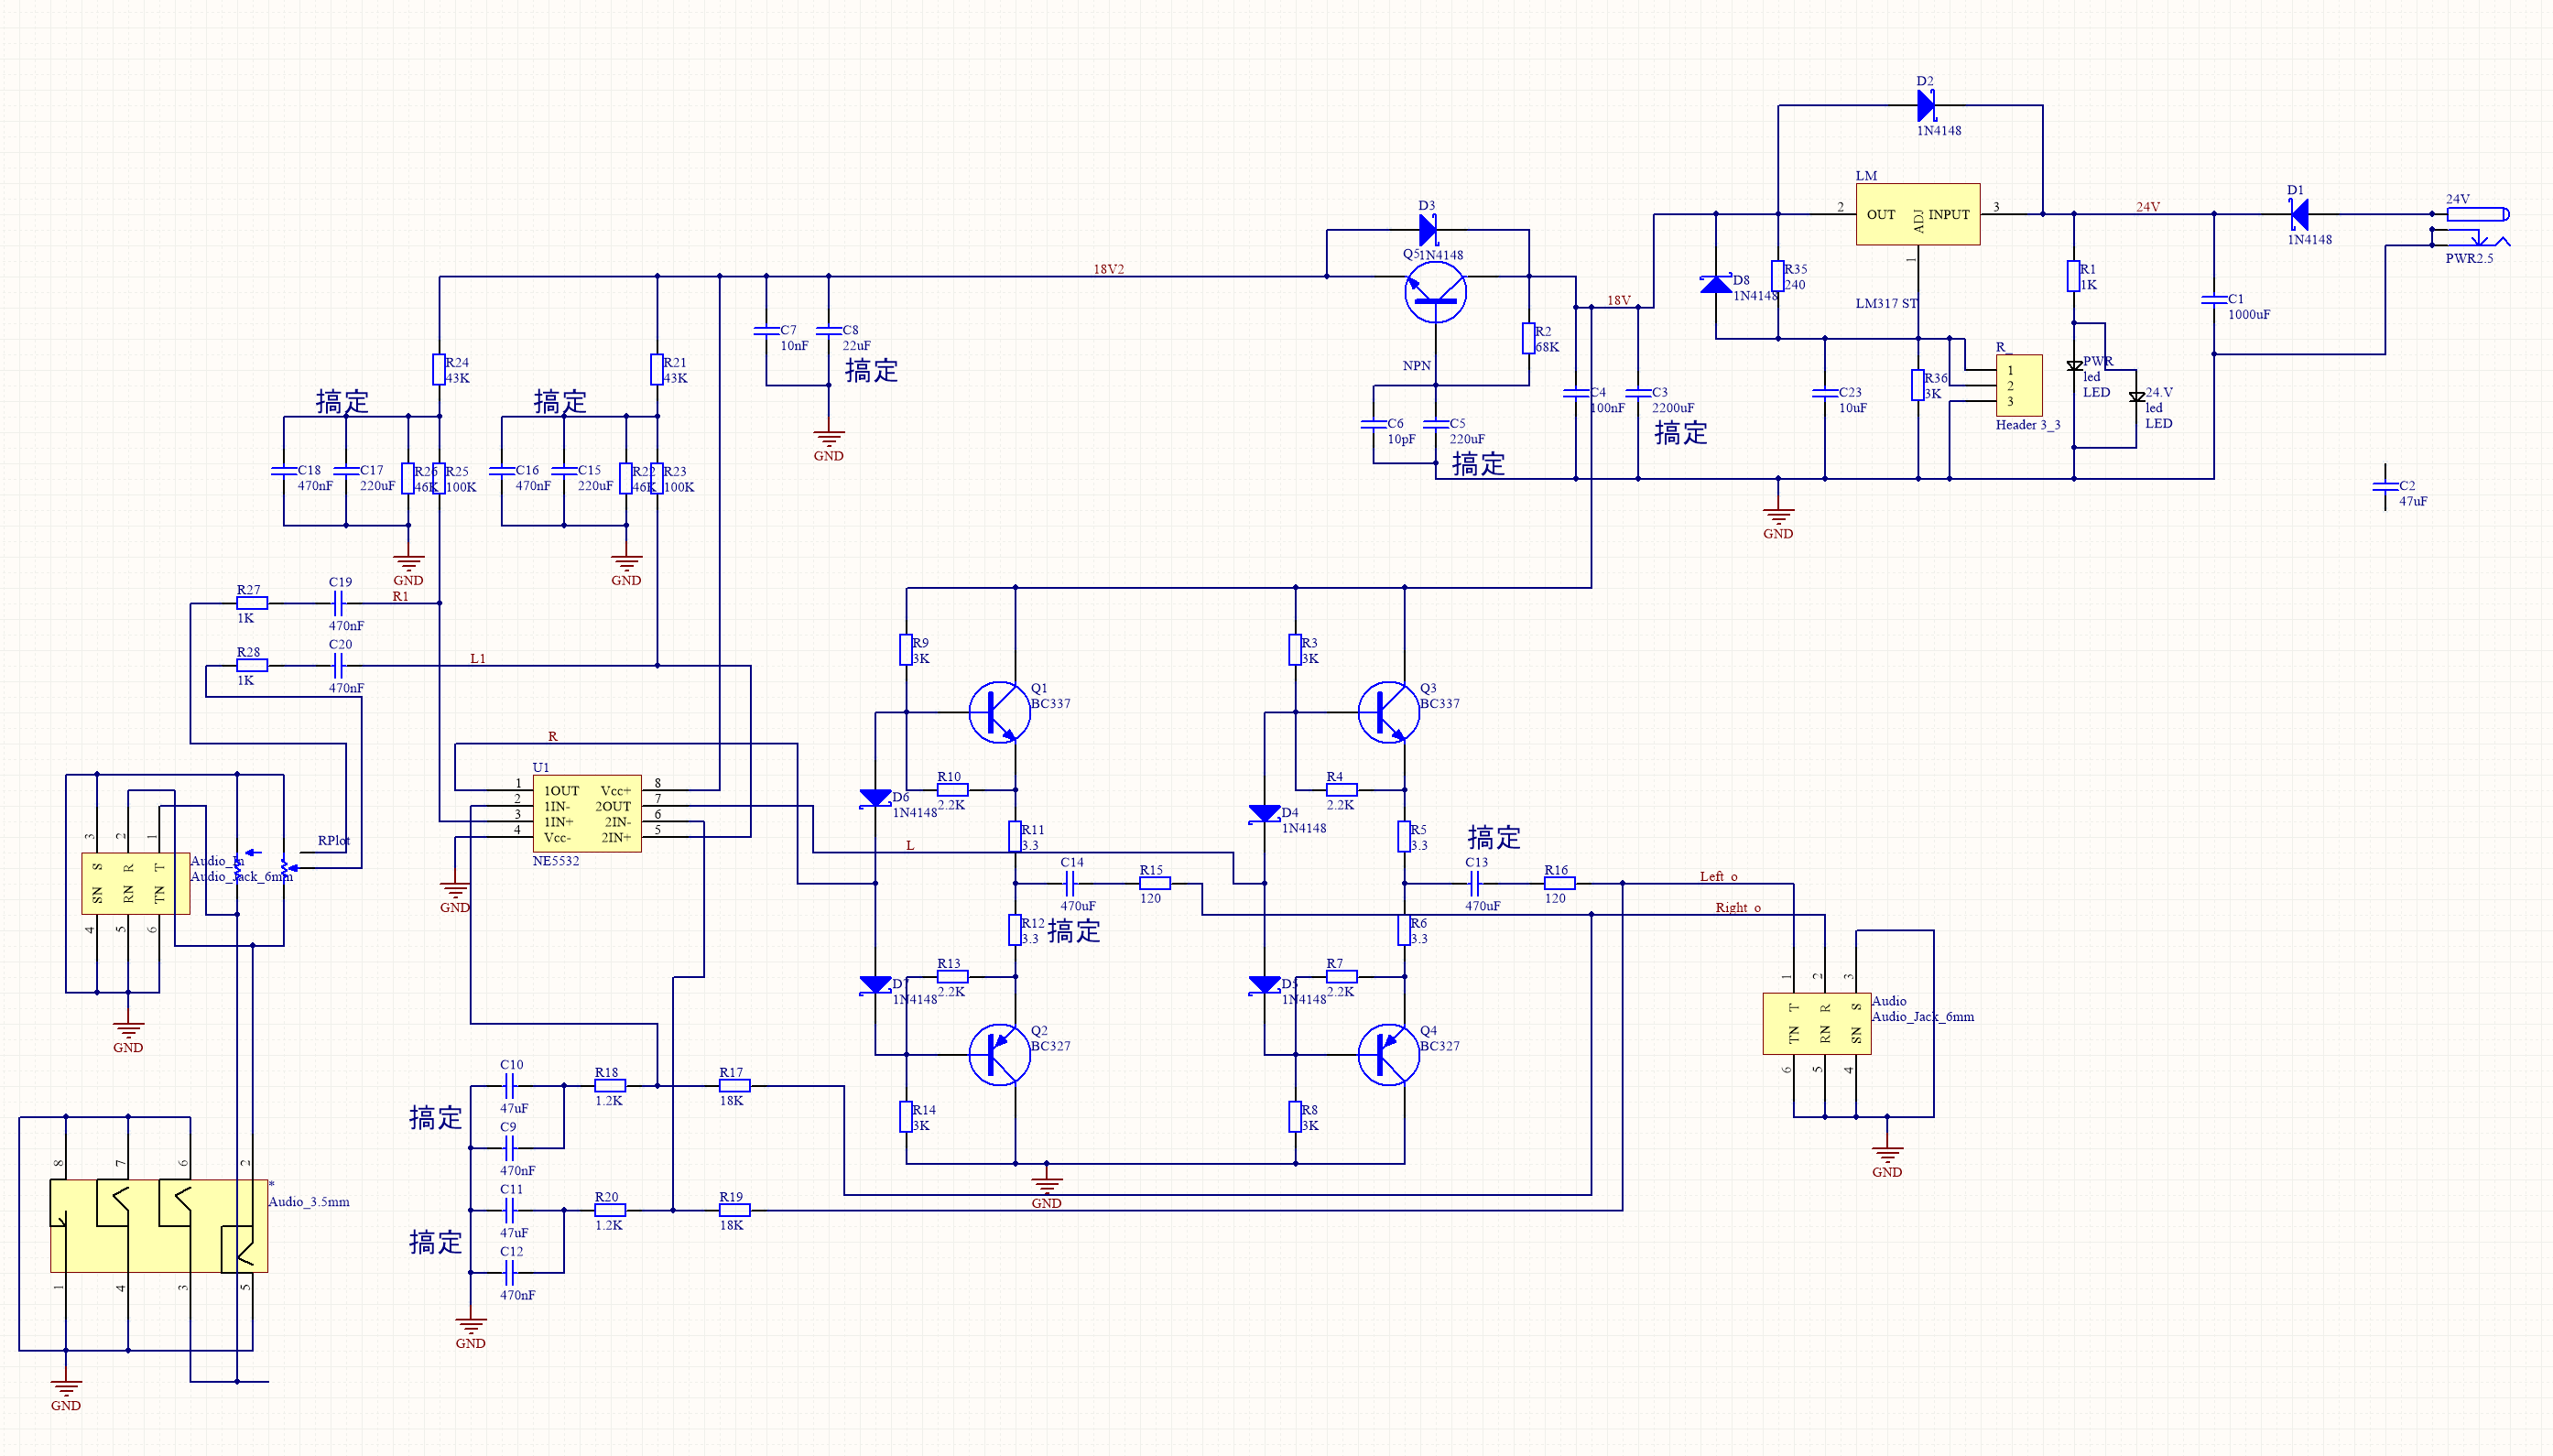 D2
1N4148
LM
2
OUT
ADJ
INPUT
3
1
LM317 ST
24V
D1
1N4148
24V
PWR2.5
D3
Q5
1N4148
NPN
18V2
18V
D8
1N4148
R35
240
R1
1K
C1
1000uF
R2
68K
C7
10nF
C8
22uF
搞定
R24
43K
R21
43K
搞定
搞定
C4
100nF
C3
2200uF
搞定
C6
10pF
C5
220uF
搞定
C23
10uF
R36
3K
R_
1
2
3
Header 3_3
PWR
led
LED
24.V
led
LED
C2
47uF
GND
GND
C18
470nF
C17
220uF
R26
46K
R25
100K
C16
470nF
C15
220uF
R22
46K
R23
100K
GND
GND
R27
1K
C19
470nF
R1
R28
1K
C20
470nF
L1
R9
3K
R3
3K
Q1
BC337
Q3
BC337
R
U1
1
2
3
4
1OUT
1IN-
1IN+
Vcc-
Vcc+
2OUT
2IN-
2IN+
8
7
6
5
NE5532
GND
D6
1N4148
R10
2.2K
R11
3.3
D4
1N4148
R4
2.2K
R5
3.3
L
C14
470uF
搞定
R15
120
搞定
C13
470uF
R16
120
Left_o
Right_o
R12
3.3
R6
3.3
D7
1N4148
R13
2.2K
D5
1N4148
R7
2.2K
Q2
BC327
Q4
BC327
R14
3K
R8
3K
GND
3
2
1
S
R
T
SN
RN
TN
4
5
6
Audio_In
Audio_Jack_6mm
RPlot
GND
1
2
3
T
R
S
TN
RN
SN
6
5
4
Audio
Audio_Jack_6mm
GND
C10
47uF
搞定
C9
470nF
R18
1.2K
R17
18K
C11
47uF
搞定
C12
470nF
R20
1.2K
R19
18K
GND
8
7
6
2
*
Audio_3.5mm
1
4
3
5
GND